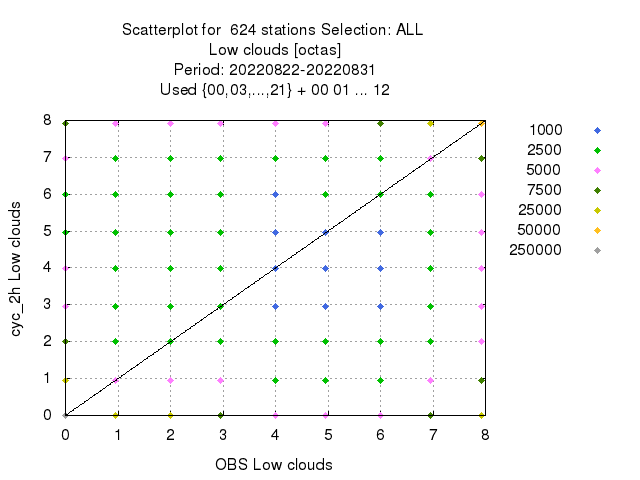 Scatterplot for 624 stations Selection: ALL
Low clouds [octas]
Period: 20220822-20220831
Used {00,03,...,21} + 00 01 ... 12
8
7
6
5
4
3
2
1
0
cyc_2h Low clouds
0 1 2 3 4 5 6 7 8
OBS Low clouds
1000
2500
5000
7500
25000
50000
250000